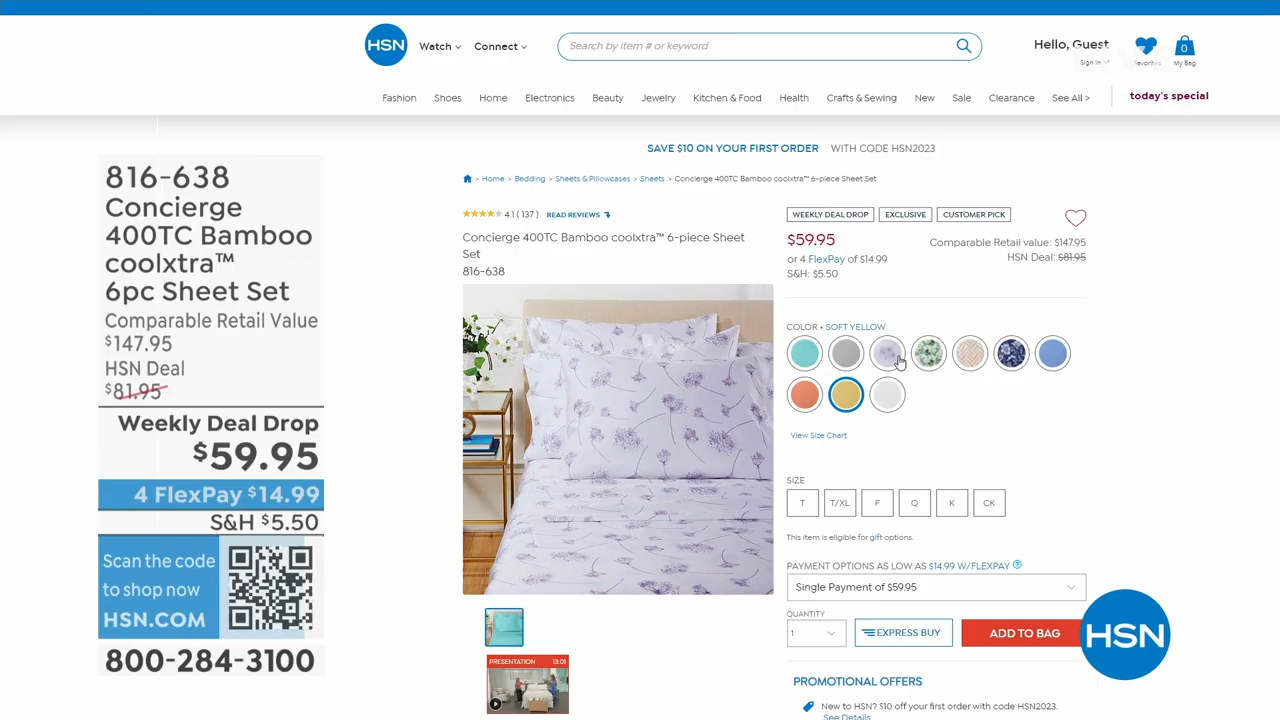 HSN
Watch
Connect
Search by item # or keyword
Hello, Guest
Sign In
Favorites
0
My Bag
Fashion
Shoes
Home
Electronics
Beauty
Jewelry
Kitchen & Food
Health
Crafts & Sewing
New
Sale
Clearance
See All >
today's special
SAVE $10 ON YOUR FIRST ORDER WITH CODE HSN2023
Home > Bedding > Sheets & Pillowcases > Sheets > Concierge 400TC Bamboo coolxtra™ 6-piece Sheet Set
816-638
Concierge
400TC Bamboo
coolxtra™
6pc Sheet Set
Comparable Retail Value
$147.95
HSN Deal
$81.95
Weekly Deal Drop
$59.95
4 FlexPay $14.99
S&H $5.50
Scan the code
to shop now
HSN.COM
800-284-3100
4.1 ( 137 ) READ REVIEWS
Concierge 400TC Bamboo coolxtra™ 6-piece Sheet
Set
816-638
PRESENTATION 13:01
WEEKLY DEAL DROP
EXCLUSIVE
CUSTOMER PICK
$59.95
or 4 FlexPay of $14.99
S&H: $5.50
Comparable Retail value: $147.95
HSN Deal: $81.95
COLOR • SOFT YELLOW
View Size Chart
SIZE
T
T/XL
F
Q
K
CK
This item is eligible for gift options.
PAYMENT OPTIONS AS LOW AS $14.99 W/FLEXPAY
Single Payment of $59.95
QUANTITY
1
EXPRESS BUY
ADD TO BAG
HSN
PROMOTIONAL OFFERS
New to HSN? $10 off your first order with code HSN2023.
See Details